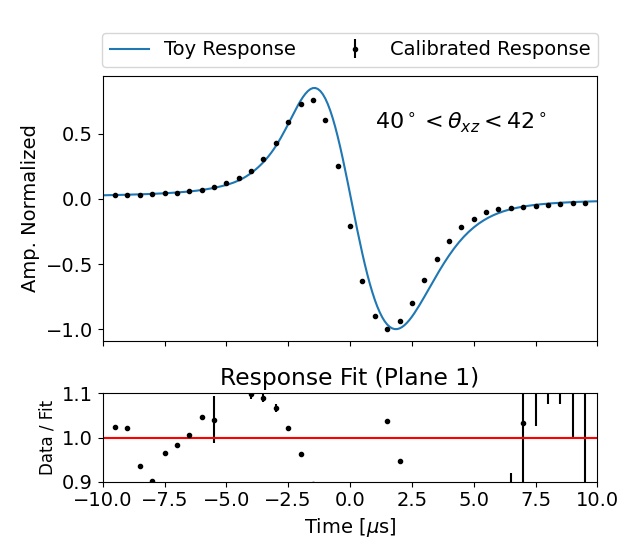 Toy Response Calibrated Response
40° < θxz < 42°
0.5
0.0
−0.5
−1.0
Amp. Normalized
Response Fit (Plane 1)
1.1
1.0
0.9
Data / Fit
−10.0 −7.5 −5.0 −2.5 0.0 2.5 5.0 7.5 10.0
Time [μs]